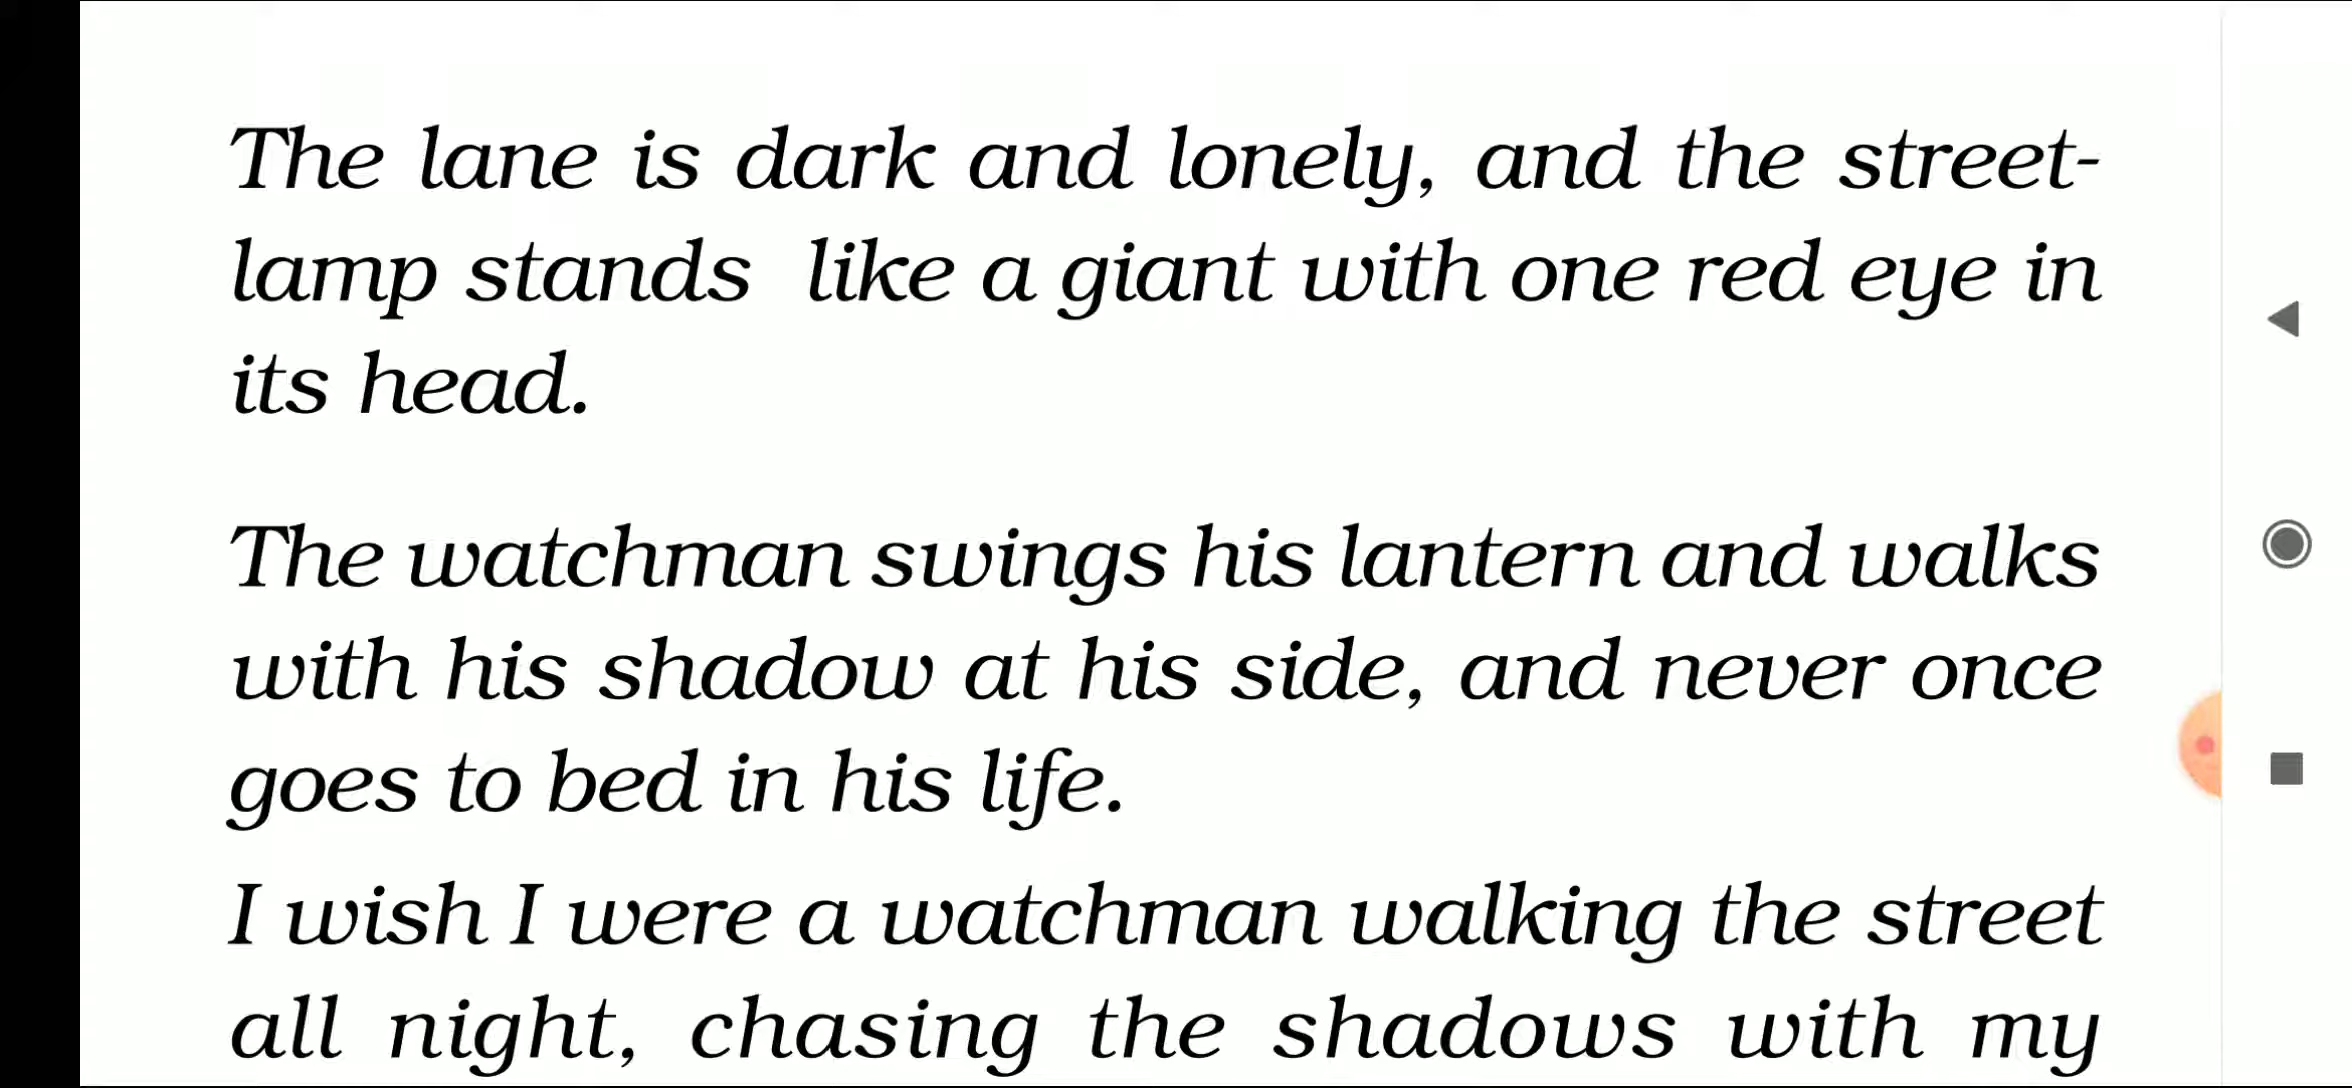 The lane is dark and lonely, and the street-
lamp stands like a giant with one red eye in
its head.
The watchman swings his lantern and walks
with his shadow at his side, and never once
goes to bed in his life.
I wish I were a watchman walking the street
all night, chasing the shadows with my